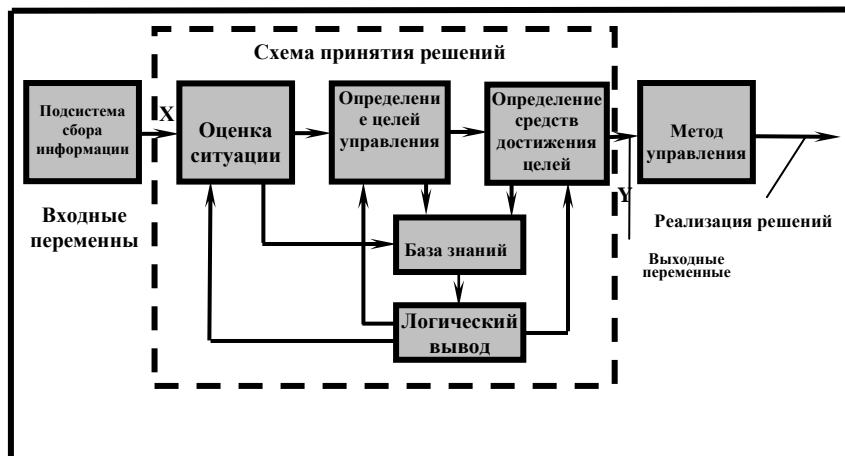 Схема принятия решений
Подсистема
сбора
информации
X
Оценка
ситуации
Определени
е целей
управления
Определение
средств
достижения
целей
Метод
управления
Входные
переменны
База знаний
Логический
вывод
Y
Реализация решений
Выходные
переменные